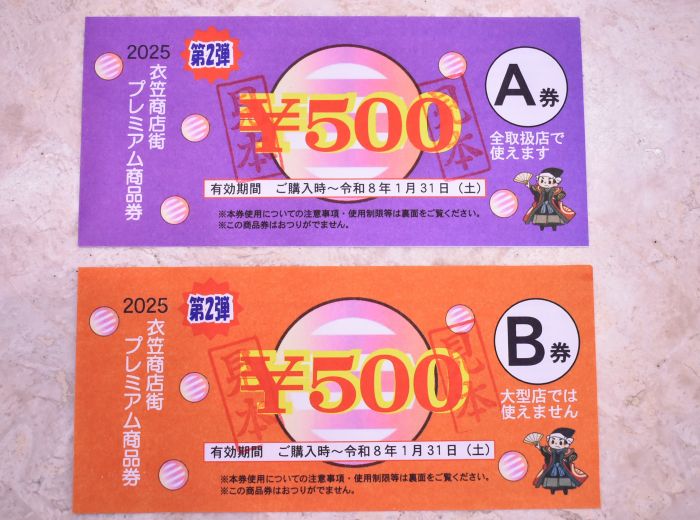 2025
第2弾
衣笠商店街
プレミアム商品券
見本
¥500
見本
A券
全取扱店で
使えます
有効期間 ご購入時～令和8年1月31日（土）
※本券使用についての注意事項・使用制限等は裏面をご覧ください。
※この商品券はおつりがでません。
2025
第2弾
衣笠商店街
プレミアム商品券
見本
¥500
見本
B券
大型店では
使えません
有効期間 ご購入時～令和8年1月31日（土）
※本券使用についての注意事項・使用制限等は裏面をご覧ください。
※この商品券はおつりがでません。